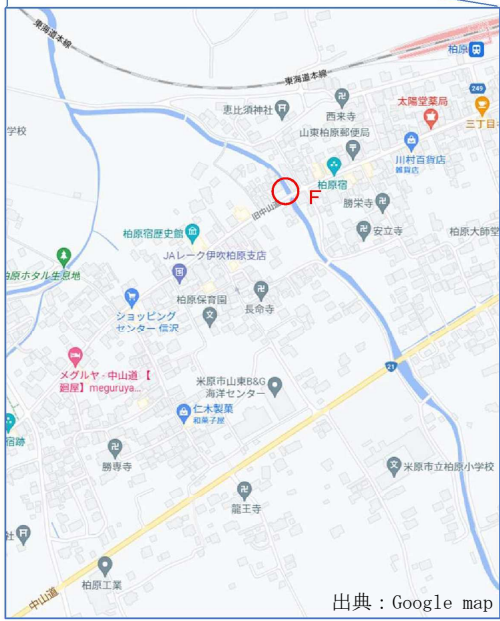 東海道本線
柏原
東海道本線
249
太陽堂薬局
三丁目
恵比須神社
西来寺
学校
山東柏原郵便局
川村百貨店
雑貨店
柏原宿
F
旧中山道
勝栄寺
柏原宿歴史館
安立寺
柏原大師堂
JAレーク伊吹柏原支店
柏原ホタル生息地
柏原保育園
長命寺
ショッピング
センター 信沢
21
メグルヤ - 中山道 【
廻屋】meguruya...
米原市山東B&G
海洋センター
仁木製菓
和菓子屋
宿跡
勝専寺
米原市立柏原小学校
龍王寺
社
柏原工業
中山道
出典：Google map